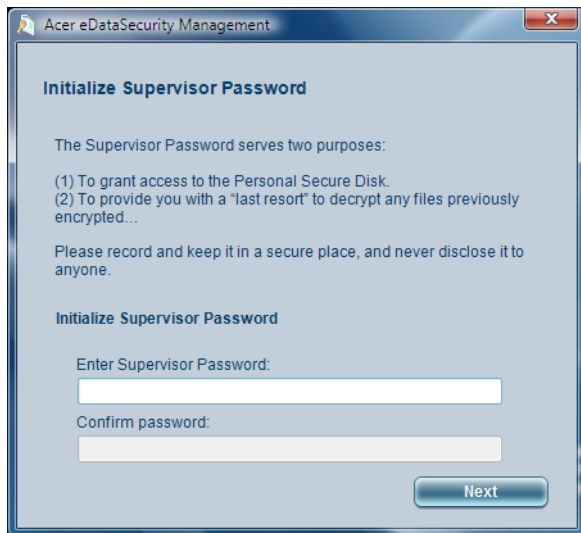 Acer eDataSecurity Management
Initialize Supervisor Password
The Supervisor Password serves two purposes:
(1) To grant access to the Personal Secure Disk.
(2) To provide you with a “last resort” to decrypt any files previously
encrypted...
Please record and keep it in a secure place, and never disclose it to
anyone.
Initialize Supervisor Password
Enter Supervisor Password:
Confirm password:
Next